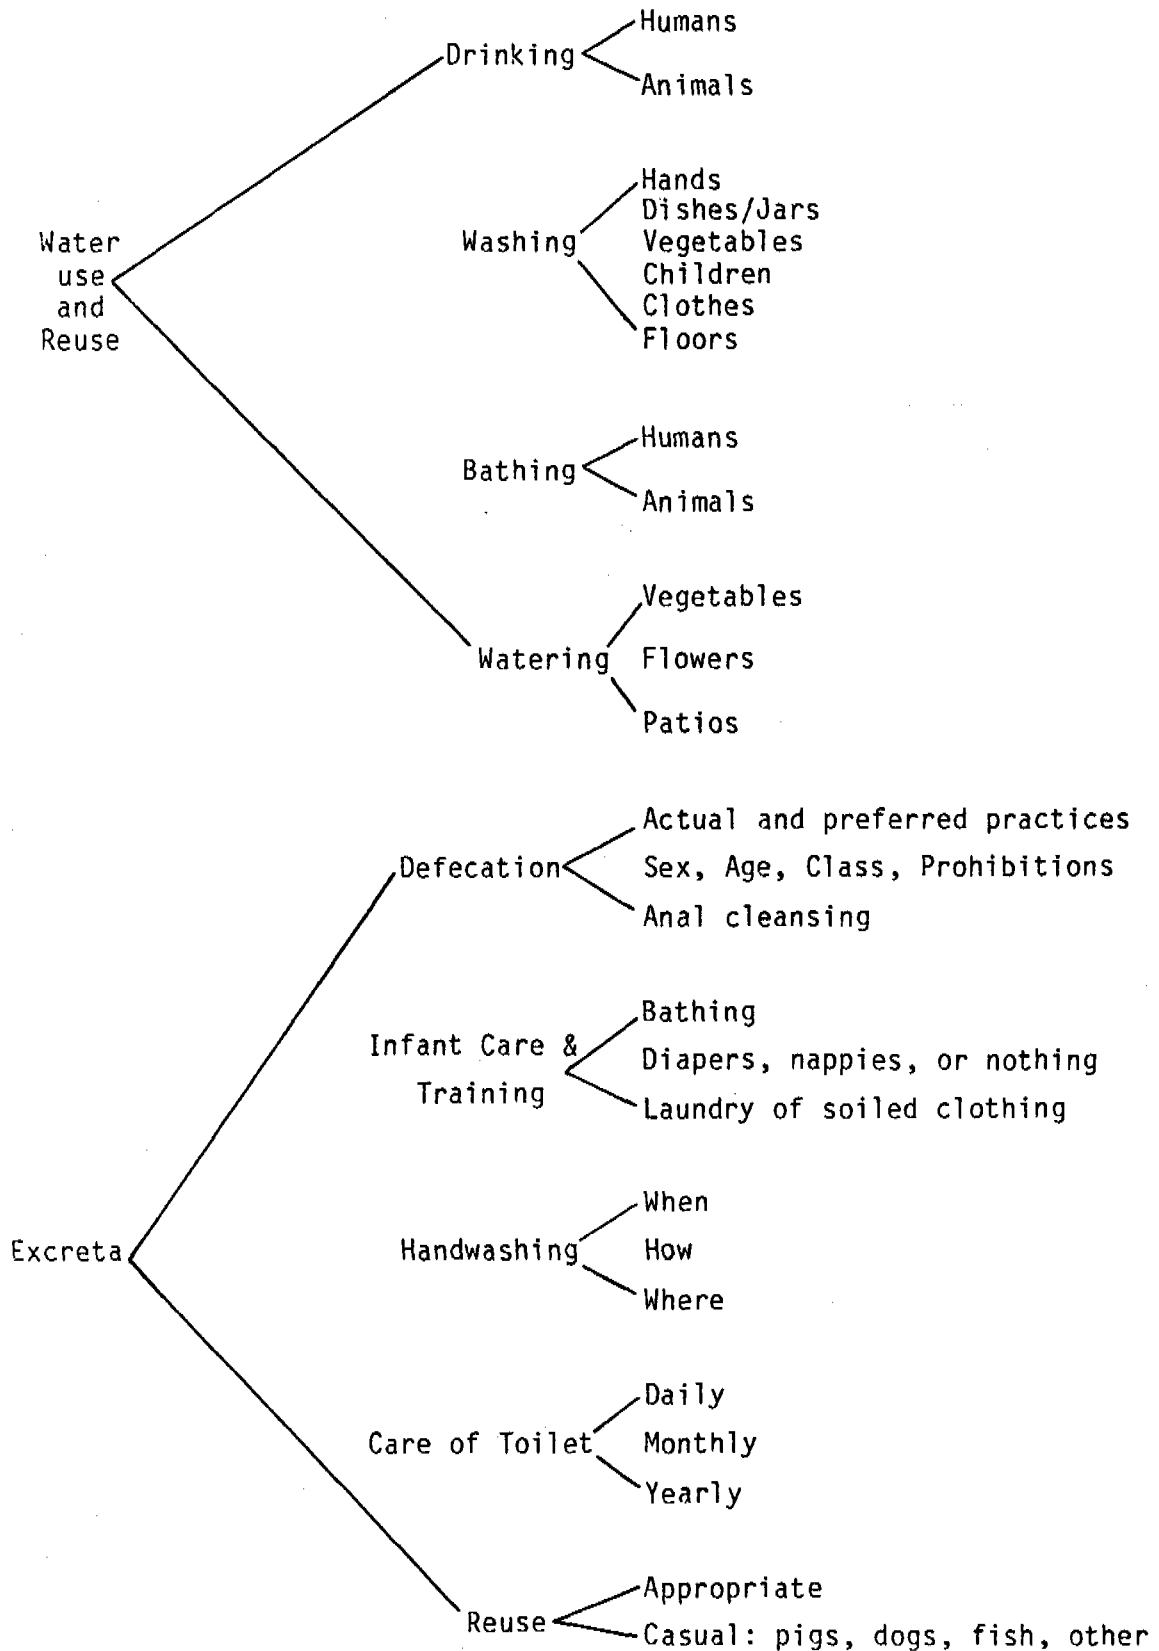 Humans
Drinking
Animals
Hands
Dishes/Jars
Water
Washing
Vegetables
use
Children
and
Clothes
Reuse
Floors
Humans
Bathing
Animals
Vegetables
Watering
Flowers
Patios
Actual and preferred practices
Defecation
Sex, Age, Class, Prohibitions
Anal cleansing
Bathing
Infant Care &
Training
Diapers, nappies, or nothing
Laundry of soiled clothing
When
Excreta
Handwashing
How
Where
Daily
Care of Toilet
Monthly
Yearly
Appropriate
Reuse
Casual: pigs, dogs, fish, other